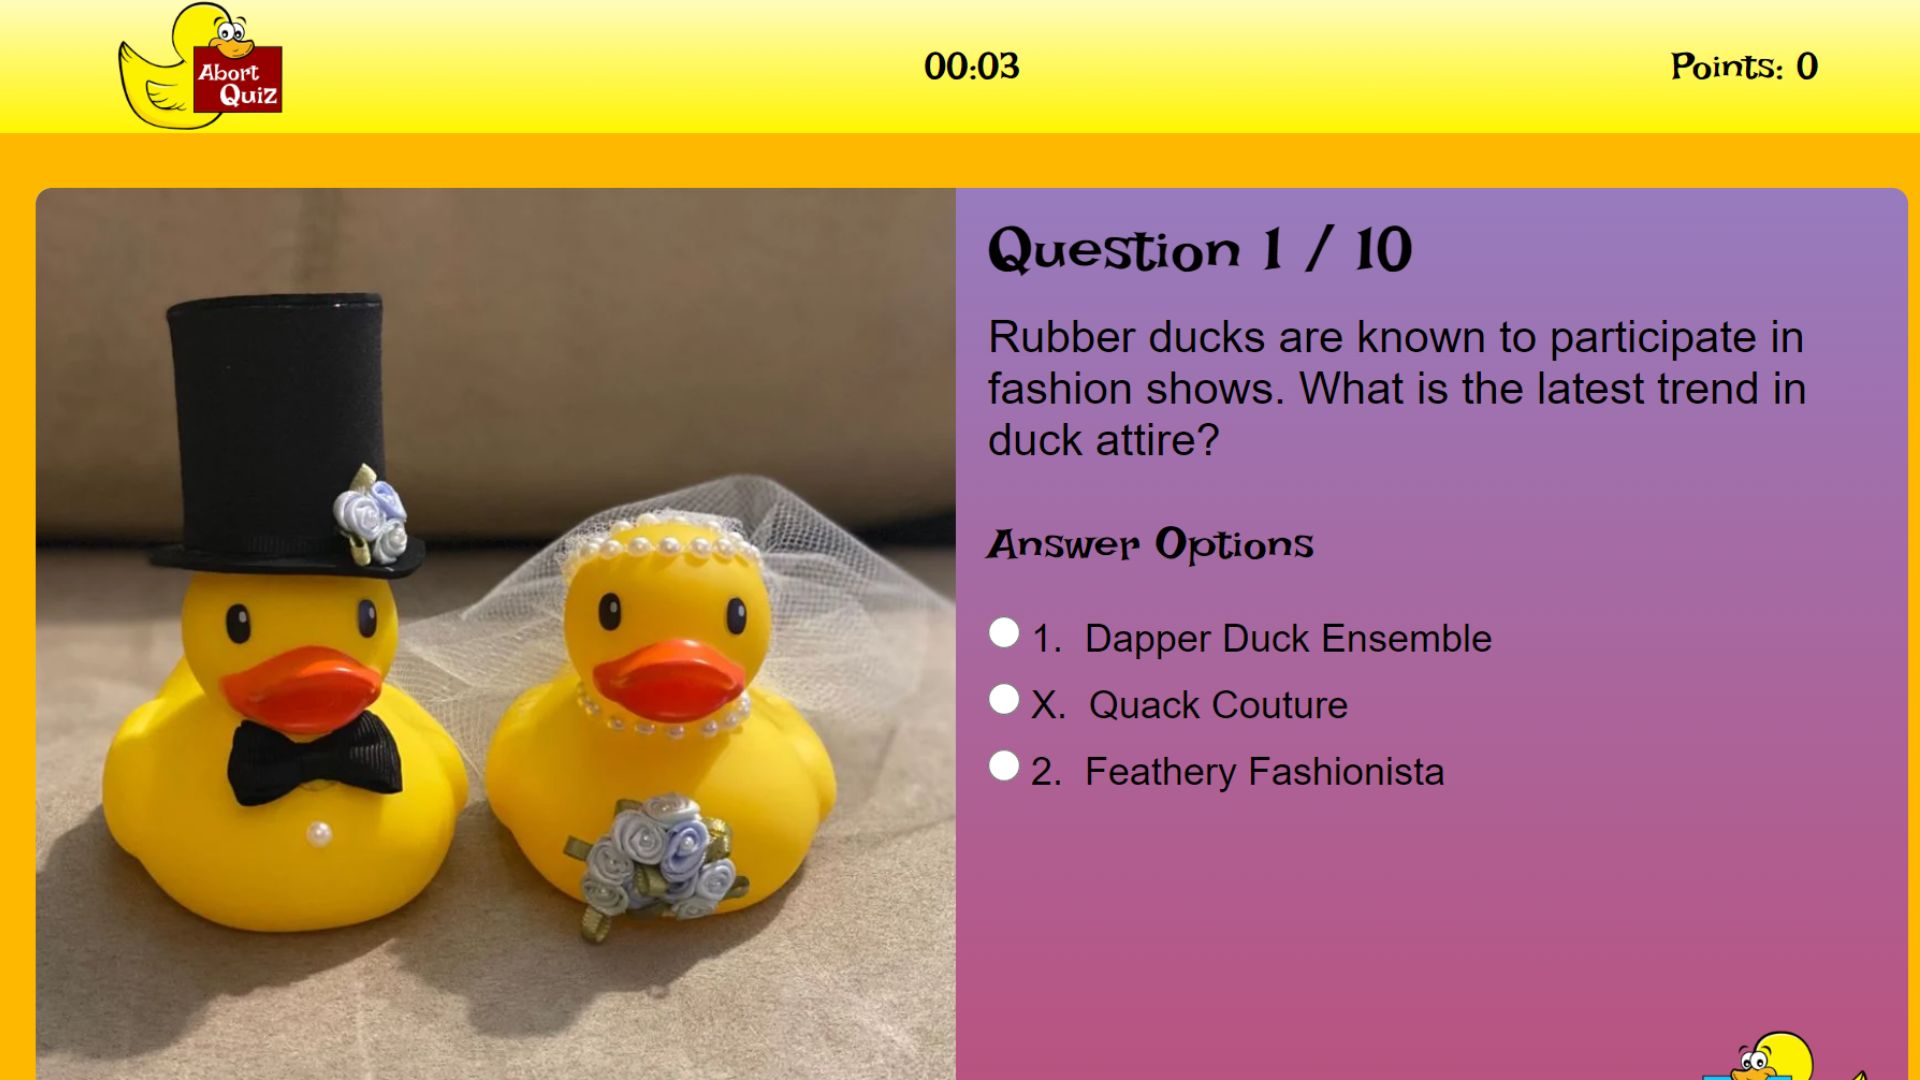 Abort
Quiz
00:03
Points: 0
Question 1 / 10
Rubber ducks are known to participate in
fashion shows. What is the latest trend in
duck attire?
Answer Options
1. Dapper Duck Ensemble
X. Quack Couture
2. Feathery Fashionista